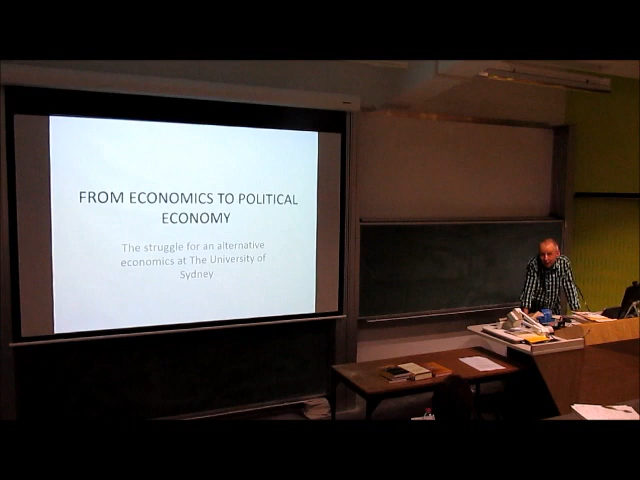 FROM ECONOMICS TO POLITICAL
ECONOMY
The struggle for an alternative
economics at The University of
Sydney